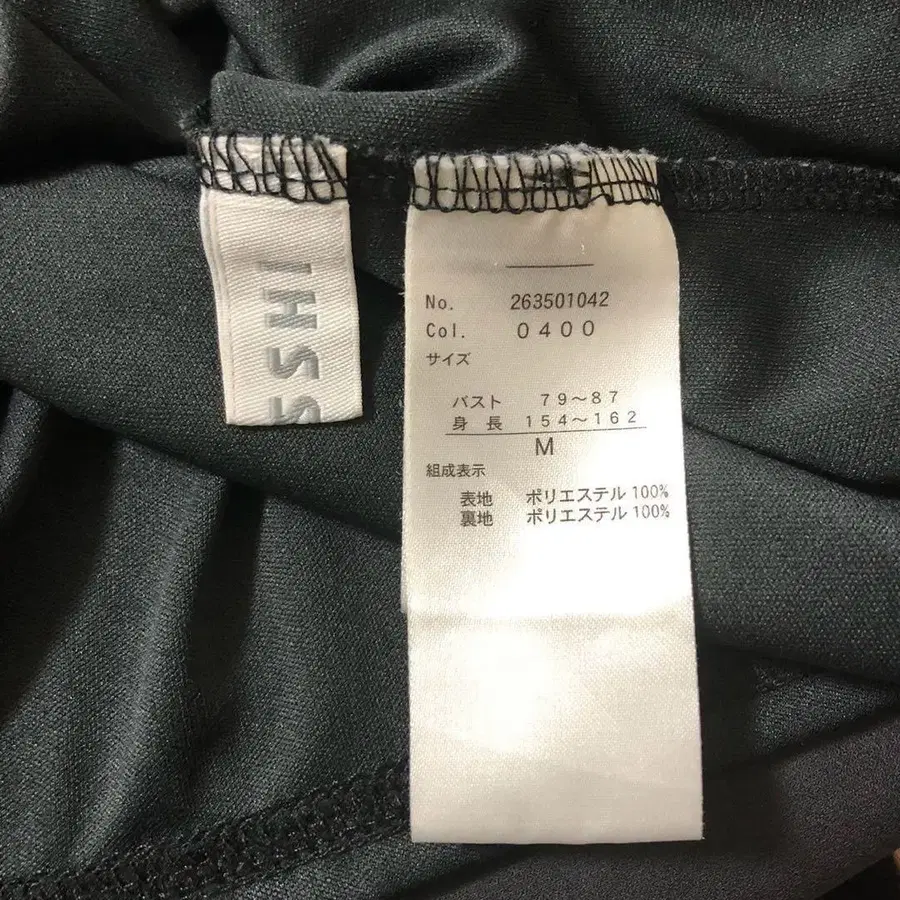 SSHI
No. 263501042
Col. 0400
サイズ
バスト 79～87
身長 154～162
M
組成表示
表地 ポリエステル 100%
裏地 ポリエステル 100%